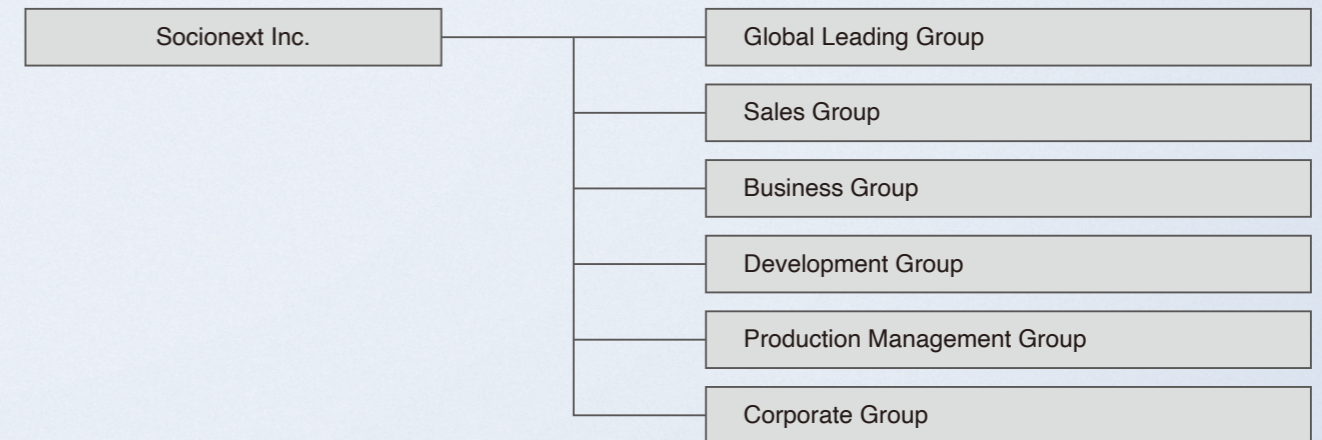 Socionext Inc.
Global Leading Group
Sales Group
Business Group
Development Group
Production Management Group
Corporate Group